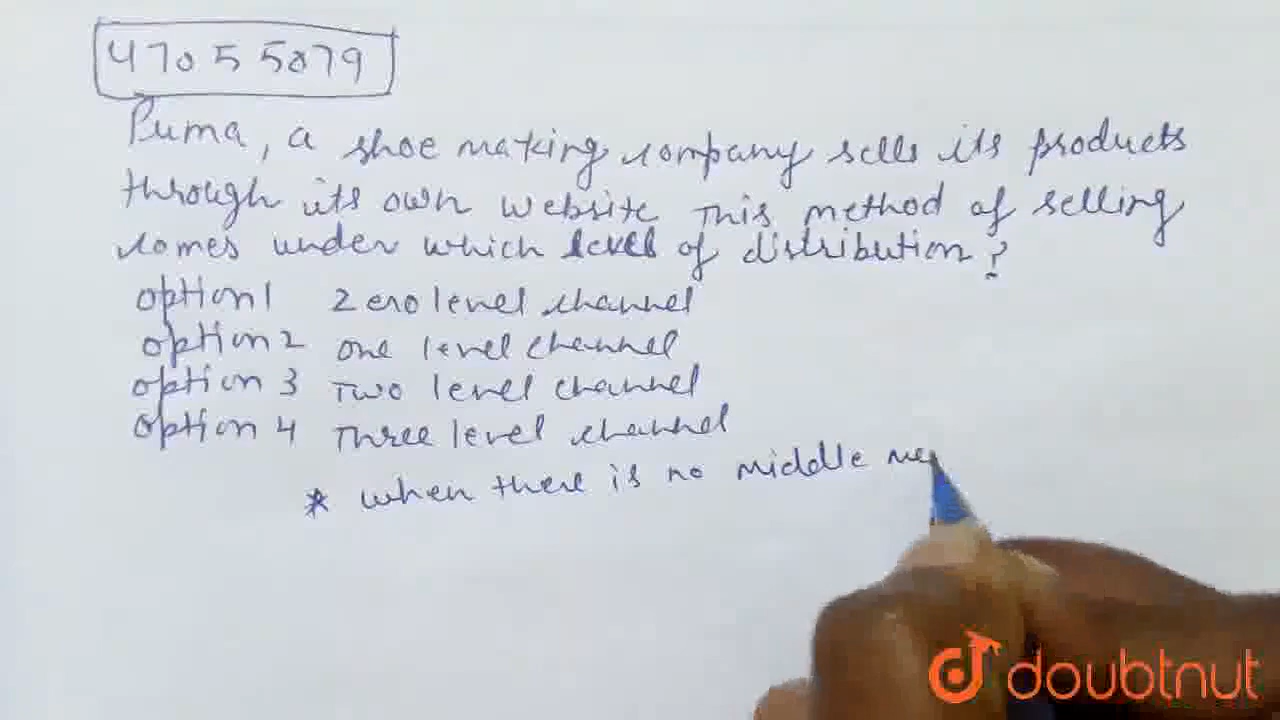 47055079
Puma, a shoe making company sells its products
through its own website This method of selling
comes under which level of distribution?
option 1 Zero level channel
option 2 one level channel
option 3 Two level channel
option 4 Three level channel
* when there is no middle me
doubtnut